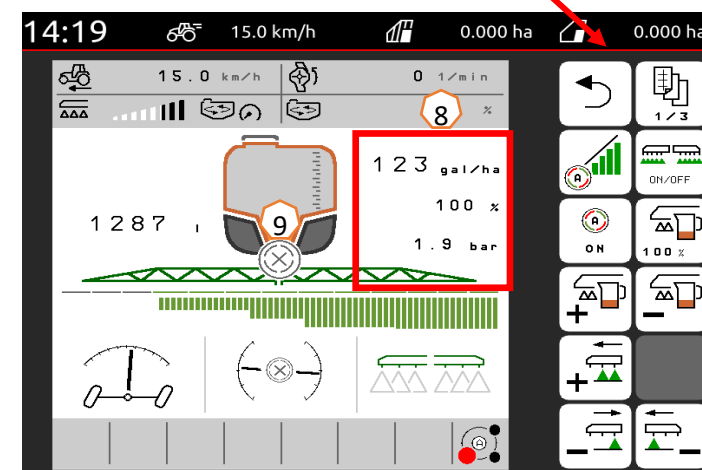 14:19 15.0 km/h 0.000 ha 0.000 ha
15.0 km/h 0 1/min
8 %
1/3
123 gal/ha
A
ON/OFF
100 %
1287 l 9
1.9 bar
A
ON
100 %
+ −
+
A
− −